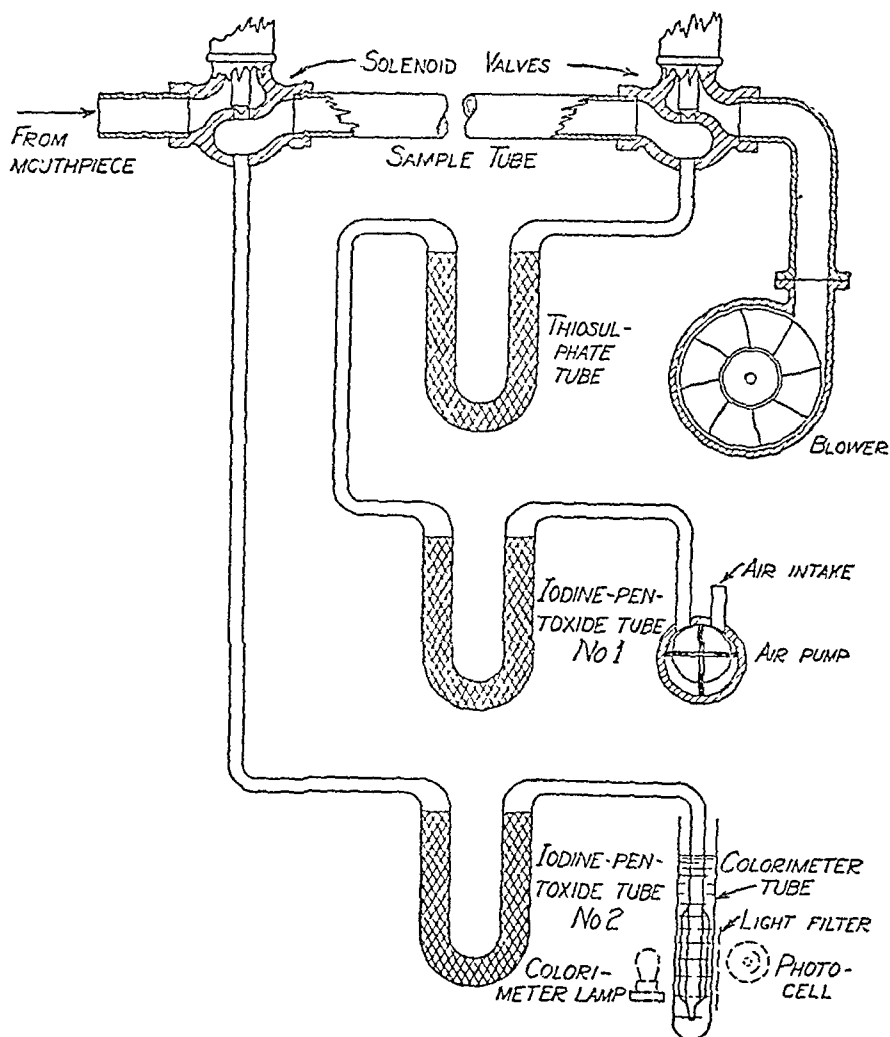 SOLENOID VALVES
FROM
MOUTHPIECE
SAMPLE TUBE
THIOSUL-
PHATE
TUBE
BLOWER
AIR INTAKE
IODINE-PEN-
TOXIDE TUBE
No 1
AIR PUMP
IODINE-PEN-
TOXIDE TUBE
No 2
COLORIMETER
TUBE
LIGHT FILTER
COLORI-
METER LAMP
PHOTO-
CELL